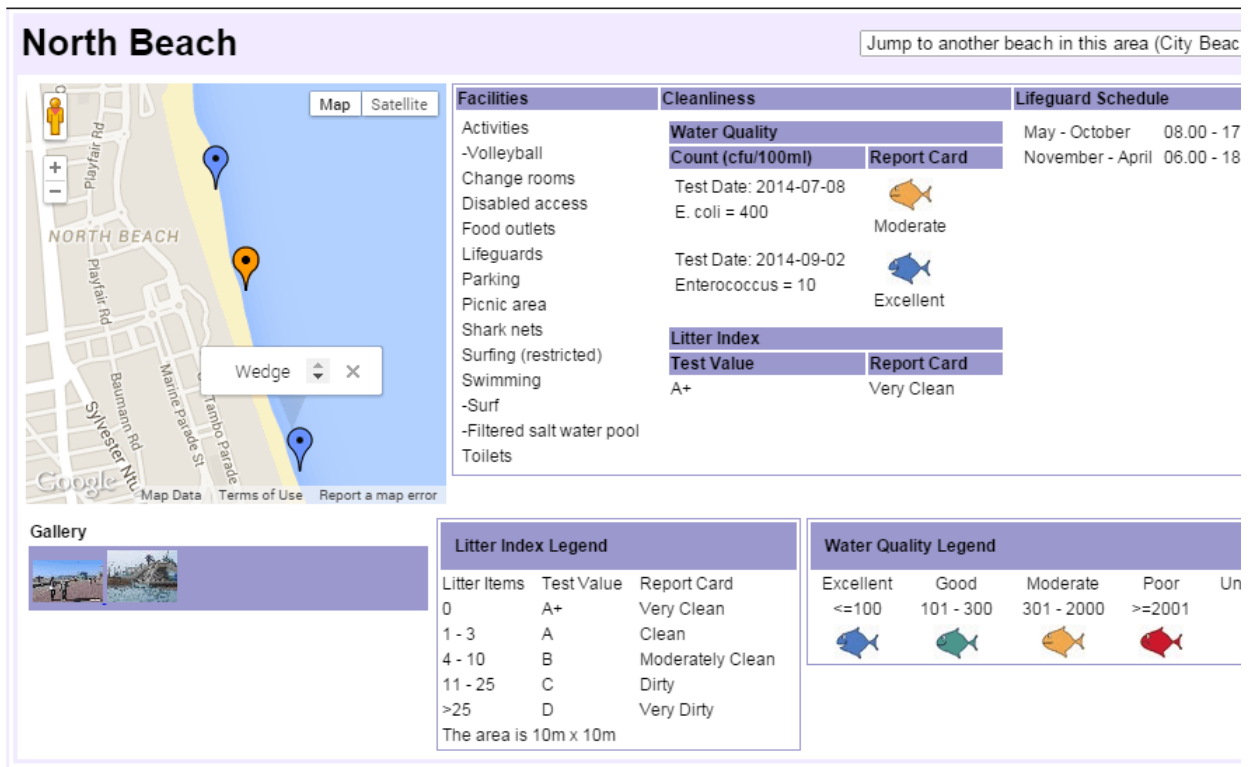 North Beach
Jump to another beach in this area (City Beac
Map Satellite
Playfair Rd
NORTH BEACH
Playfair Rd
Baumann Rd
Marine Parade St
Tambo Parade
Sylvester Ntu
Wedge
Google
Map Data Terms of Use Report a map error
Facilities
Activities
-Volleyball
Change rooms
Disabled access
Food outlets
Lifeguards
Parking
Picnic area
Shark nets
Surfing (restricted)
Swimming
-Surf
-Filtered salt water pool
Toilets
Cleanliness
Water Quality
Count (cfu/100ml) Report Card
Test Date: 2014-07-08
E. coli = 400
Moderate
Test Date: 2014-09-02
Enterococcus = 10
Excellent
Litter Index
Test Value Report Card
A+ Very Clean
Lifeguard Schedule
May - October 08.00 - 17
November - April 06.00 - 18
Gallery
Litter Index Legend
Litter Items Test Value Report Card
0 A+ Very Clean
1 - 3 A Clean
4 - 10 B Moderately Clean
11 - 25 C Dirty
>25 D Very Dirty
The area is 10m x 10m
Water Quality Legend
Excellent Good Moderate Poor Un
<=100 101 - 300 301 - 2000 >=2001